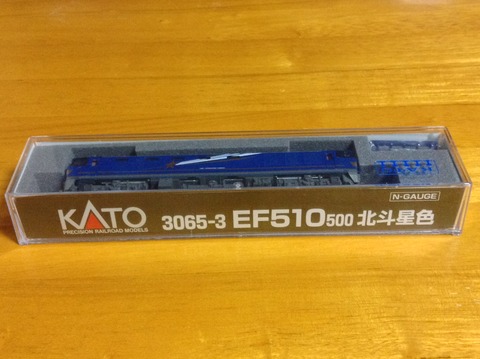 KATO
PRECISION RAILROAD MODELS
3065-3 EF510 500 北斗星色
N-GAUGE